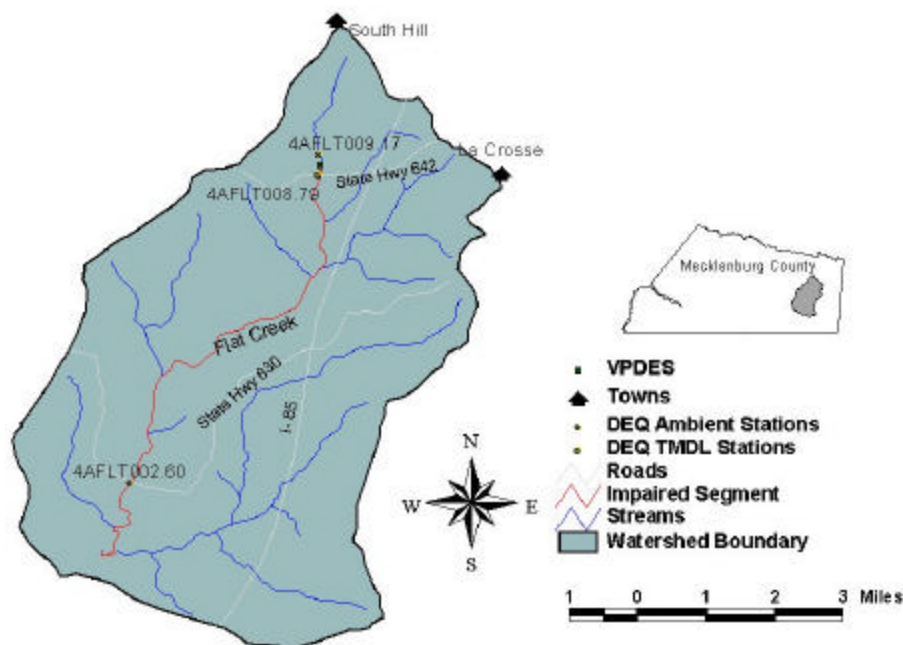 South Hill
4AFLT009.17
La Crosse
State Hwy 642
4AFLT008.79
Mecklenburg County
Flat Creek
State Hwy 630
I-85
4AFLT002.60
VPDES
Towns
DEQ Ambient Stations
DEQ TMDL Stations
Roads
Impaired Segment
Streams
Watershed Boundary
N
W E
S
1 0 1 2 3 Miles